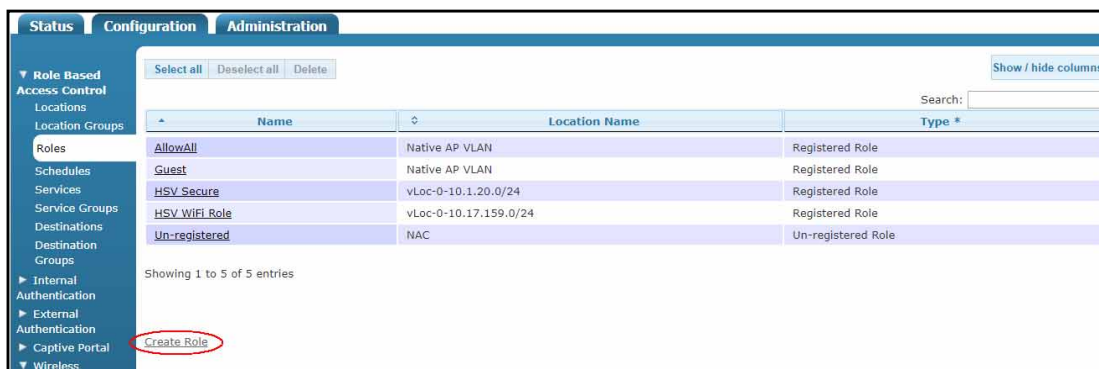 Status Configuration Administration
▼ Role Based
Access Control
Locations
Location Groups
Roles
Schedules
Services
Service Groups
Destinations
Destination
Groups
► Internal
Authentication
► External
Authentication
► Captive Portal
▼ Wireless
Select all Deselect all Delete
Show / hide columns
Search:
Name Location Name Type *
AllowAll Native AP VLAN Registered Role
Guest Native AP VLAN Registered Role
HSV Secure vLoc-0-10.1.20.0/24 Registered Role
HSV WiFi Role vLoc-0-10.17.159.0/24 Registered Role
Un-registered NAC Un-registered Role
Showing 1 to 5 of 5 entries
Create Role